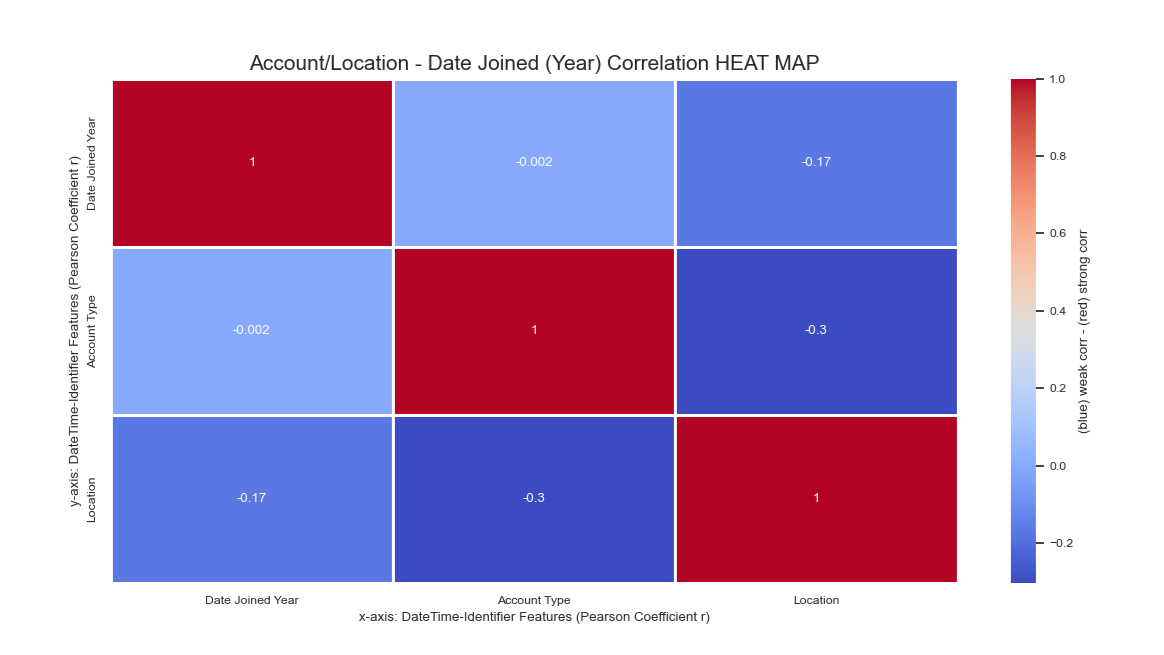 Account/Location - Date Joined (Year) Correlation HEAT MAP
y-axis: DateTime-Identifier Features (Pearson Coefficient r)
Date Joined Year
1
-0.002
-0.17
Account Type
-0.002
1
-0.3
Location
-0.17
-0.3
1
Date Joined Year
Account Type
Location
x-axis: DateTime-Identifier Features (Pearson Coefficient r)
1.0
0.8
0.6
0.4
0.2
0.0
−0.2
(blue) weak corr - (red) strong corr